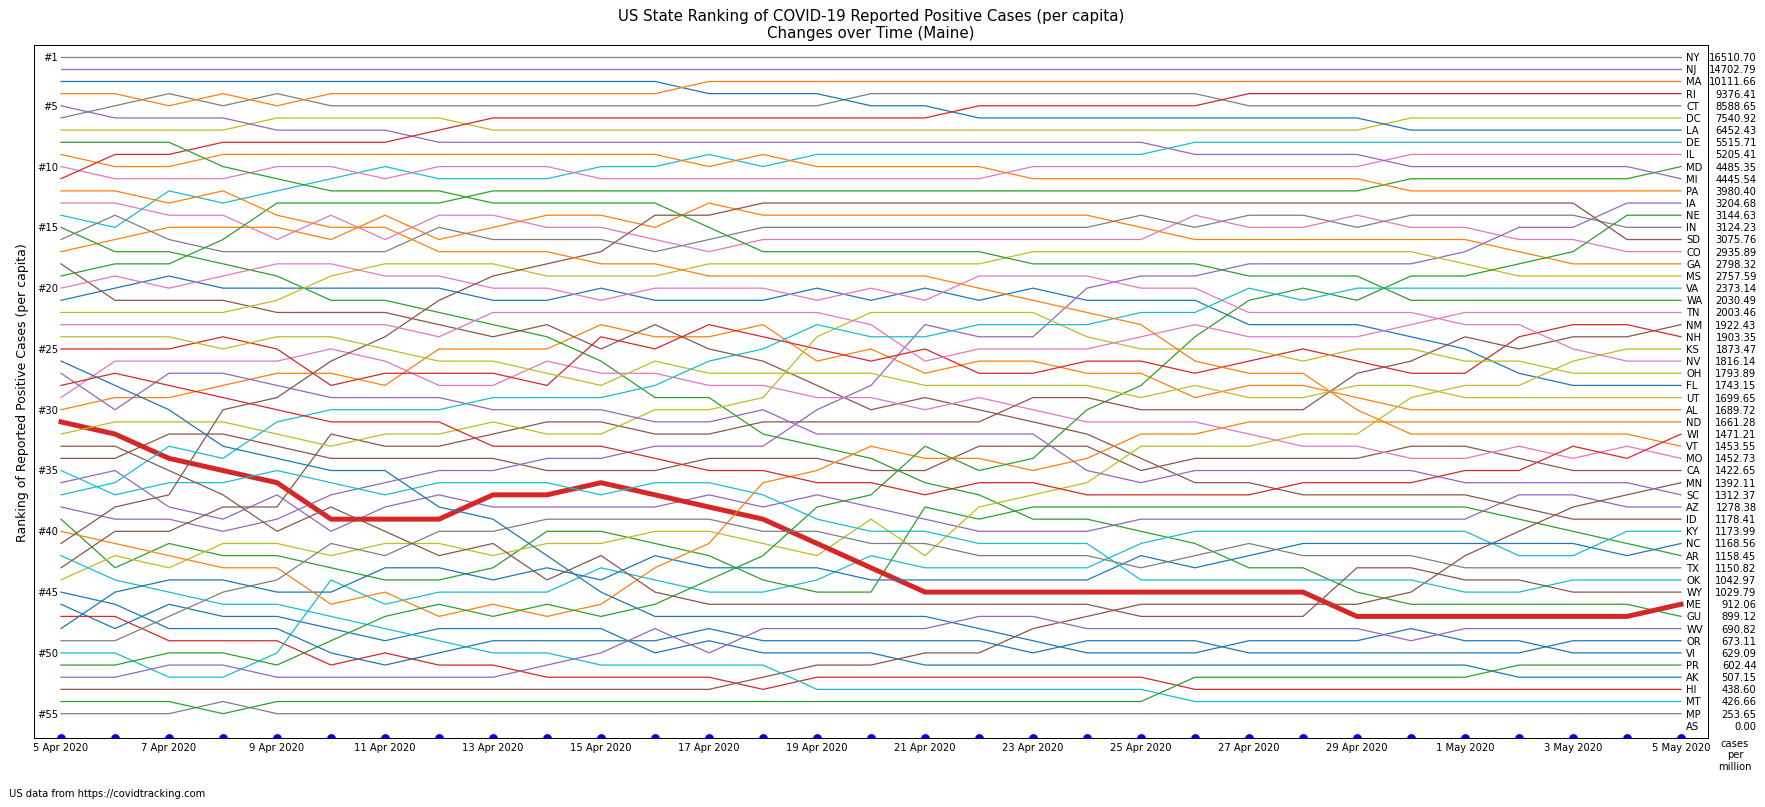 US State Ranking of COVID-19 Reported Positive Cases (per capita)
Changes over Time (Maine)
Ranking of Reported Positive Cases (per capita)
#1
#5
#10
#15
#20
#25
#30
#35
#40
#45
#50
#55
NY 16510.70
NJ 14702.79
MA 10111.66
RI 9376.41
CT 8588.65
DC 7540.92
LA 6452.43
DE 5515.71
IL 5205.41
MD 4485.35
MI 4445.54
PA 3980.40
IA 3204.68
NE 3144.63
IN 3124.23
SD 3075.76
CO 2935.89
GA 2798.32
MS 2757.59
VA 2373.14
WA 2030.49
TN 2003.46
NM 1922.43
NH 1903.35
KS 1873.47
NV 1816.14
OH 1793.89
FL 1743.15
UT 1699.65
AL 1689.72
ND 1661.28
WI 1471.21
VT 1453.55
MO 1452.73
CA 1422.65
MN 1392.11
SC 1312.37
AZ 1278.38
ID 1178.41
KY 1173.99
NC 1168.56
AR 1158.45
TX 1150.82
OK 1042.97
WY 1029.79
ME 912.06
GU 899.12
WV 690.82
OR 673.11
VI 629.09
PR 602.44
AK 507.15
HI 438.60
MT 426.66
MP 253.65
AS 0.00
5 Apr 2020 7 Apr 2020 9 Apr 2020 11 Apr 2020 13 Apr 2020 15 Apr 2020 17 Apr 2020 19 Apr 2020 21 Apr 2020 23 Apr 2020 25 Apr 2020 27 Apr 2020 29 Apr 2020 1 May 2020 3 May 2020 5 May 2020
cases
per
million
US data from https://covidtracking.com